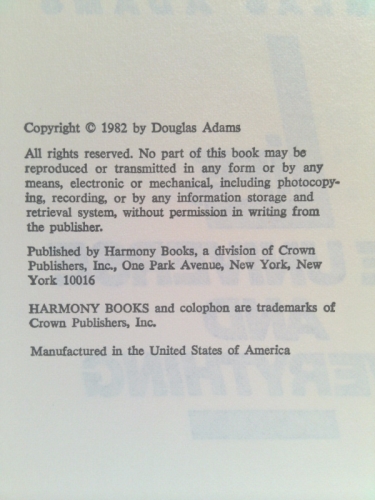 Copyright © 1982 by Douglas Adams
All rights reserved. No part of this book may be
reproduced or transmitted in any form or by any
means, electronic or mechanical, including photocopy-
ing, recording, or by any information storage and
retrieval system, without permission in writing from
the publisher.
Published by Harmony Books, a division of Crown
Publishers, Inc., One Park Avenue, New York, New
York 10016
HARMONY BOOKS and colophon are trademarks of
Crown Publishers, Inc.
Manufactured in the United States of America